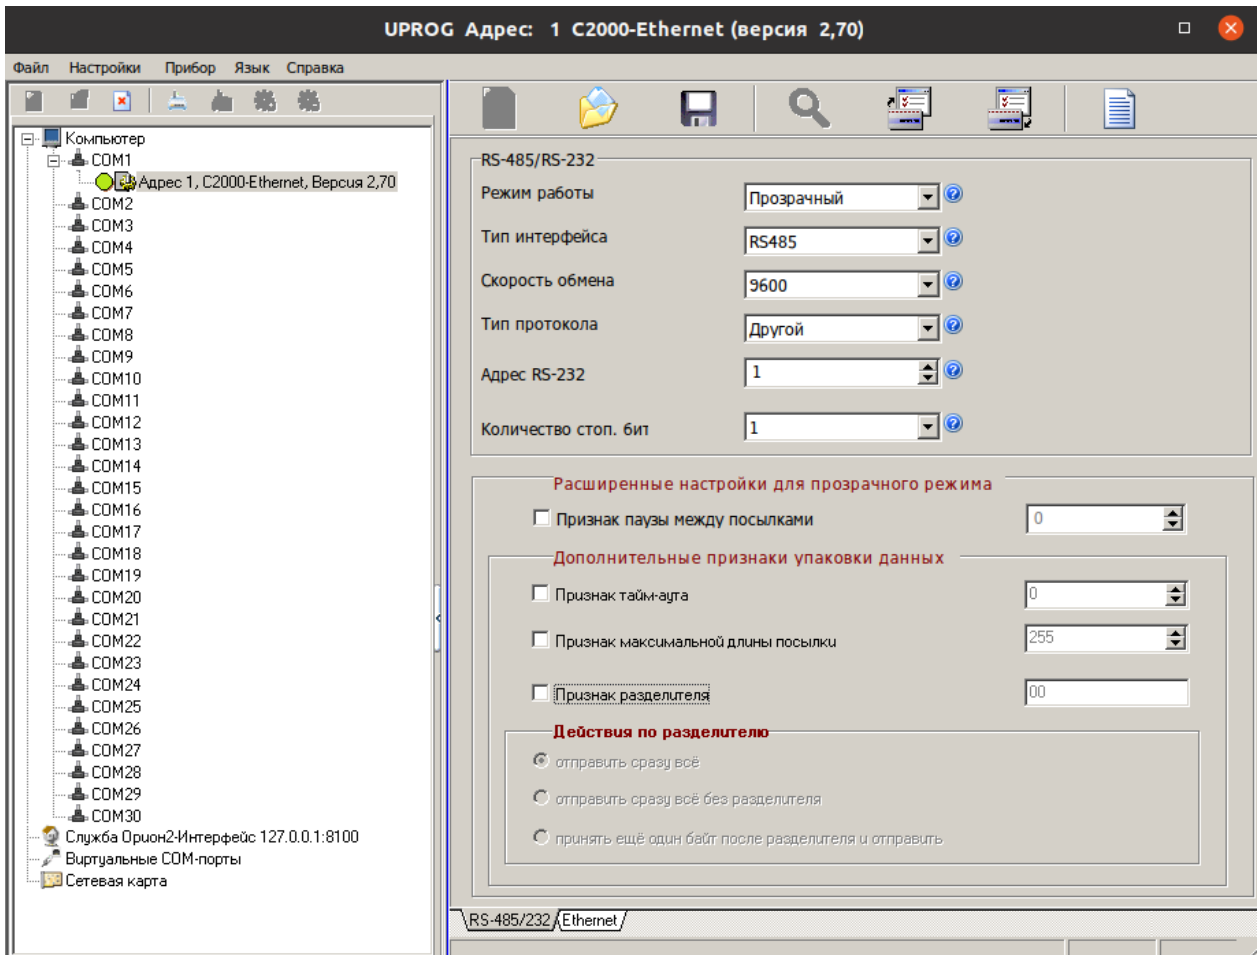 UPROG Адрес: 1 C2000-Ethernet (версия 2,70)
Файл Настройки Прибор Язык Справка
Компьютер
COM1
Адрес 1, C2000-Ethernet, Версия 2,70
COM2
COM3
COM4
COM5
COM6
COM7
COM8
COM9
COM10
COM11
COM12
COM13
COM14
COM15
COM16
COM17
COM18
COM19
COM20
COM21
COM22
COM23
COM24
COM25
COM26
COM27
COM28
COM29
COM30
Служба Орион2-Интерфейс 127.0.0.1:8100
Виртуальные COM-порты
Сетевая карта
RS-485/RS-232
Режим работы Прозрачный
Тип интерфейса RS485
Скорость обмена 9600
Тип протокола Другой
Адрес RS-232 1
Количество стоп. бит 1
Расширенные настройки для прозрачного режима
Признак паузы между посылками 0
Дополнительные признаки упаковки данных
Признак тайм-аута 0
Признак максимальной длины посылки 255
Признак разделителя 00
Действия по разделителю
отправить сразу всё
отправить сразу всё без разделителя
принять ещё один байт после разделителя и отправить
RS-485/232 Ethernet